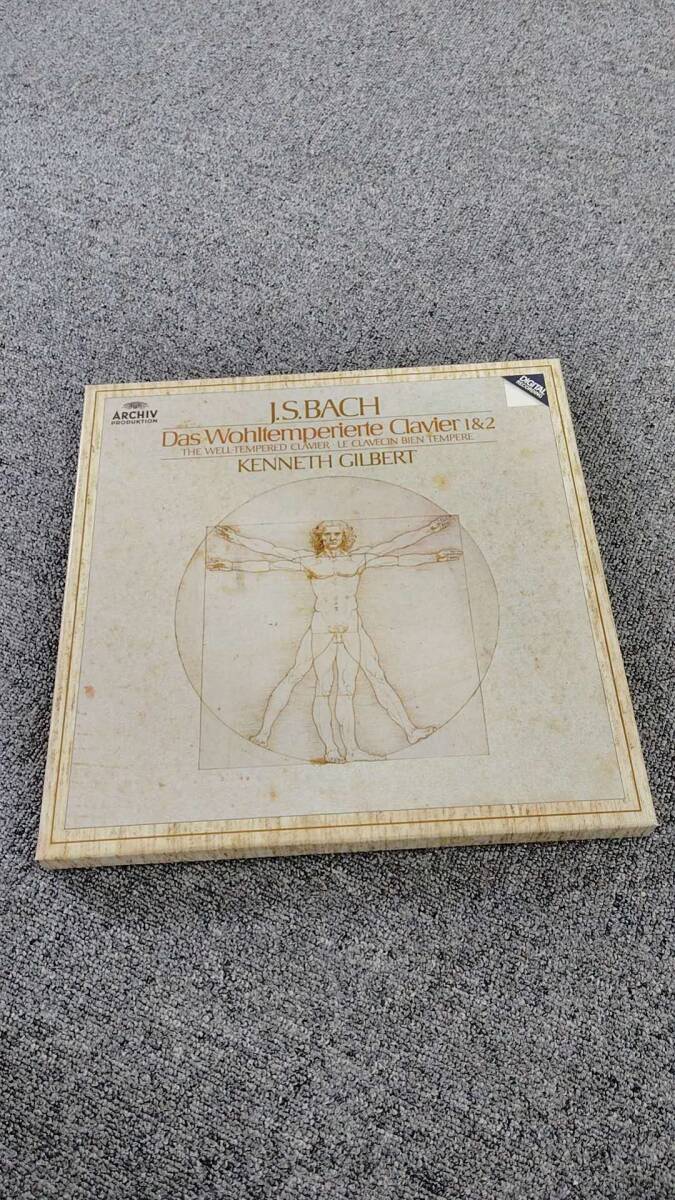 ARCHIV
PRODUKTION
DIGITAL
RECORDING
J.S.BACH
Das Wohltemperierte Clavier 1&2
THE WELL-TEMPERED CLAVIER · LE CLAVECIN BIEN TEMPERE
KENNETH GILBERT